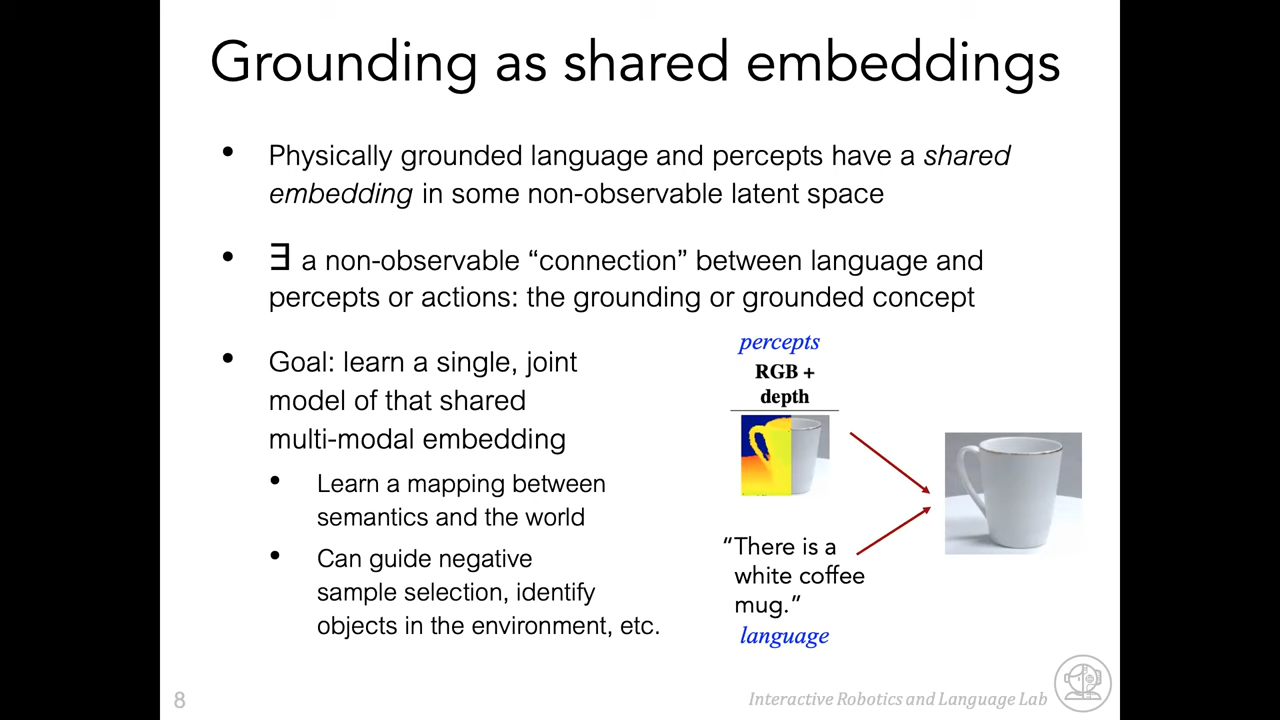 Grounding as shared embeddings
• Physically grounded language and percepts have a shared
embedding in some non-observable latent space
• ∃ a non-observable “connection” between language and
percepts or actions: the grounding or grounded concept
• Goal: learn a single, joint
model of that shared
multi-modal embedding
• Learn a mapping between
semantics and the world
• Can guide negative
sample selection, identify
objects in the environment, etc.
percepts
RGB +
depth
“There is a
white coffee
mug.”
language
8
Interactive Robotics and Language Lab